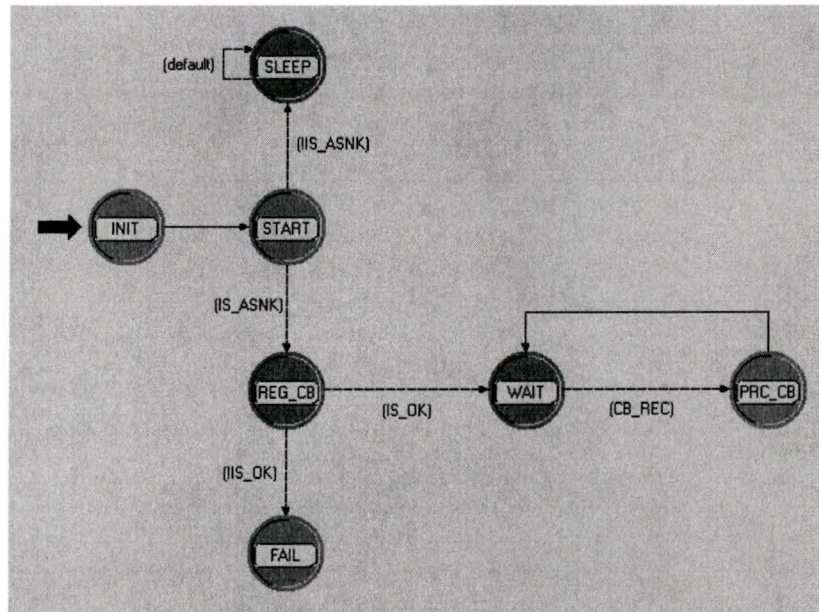 SLEEP
(default)
(!IS_ASNK)
INIT
START
(IS_ASNK)
REG_CB
WAIT
PRC_CB
(IS_OK)
(CB_REC)
(!IS_OK)
FAIL